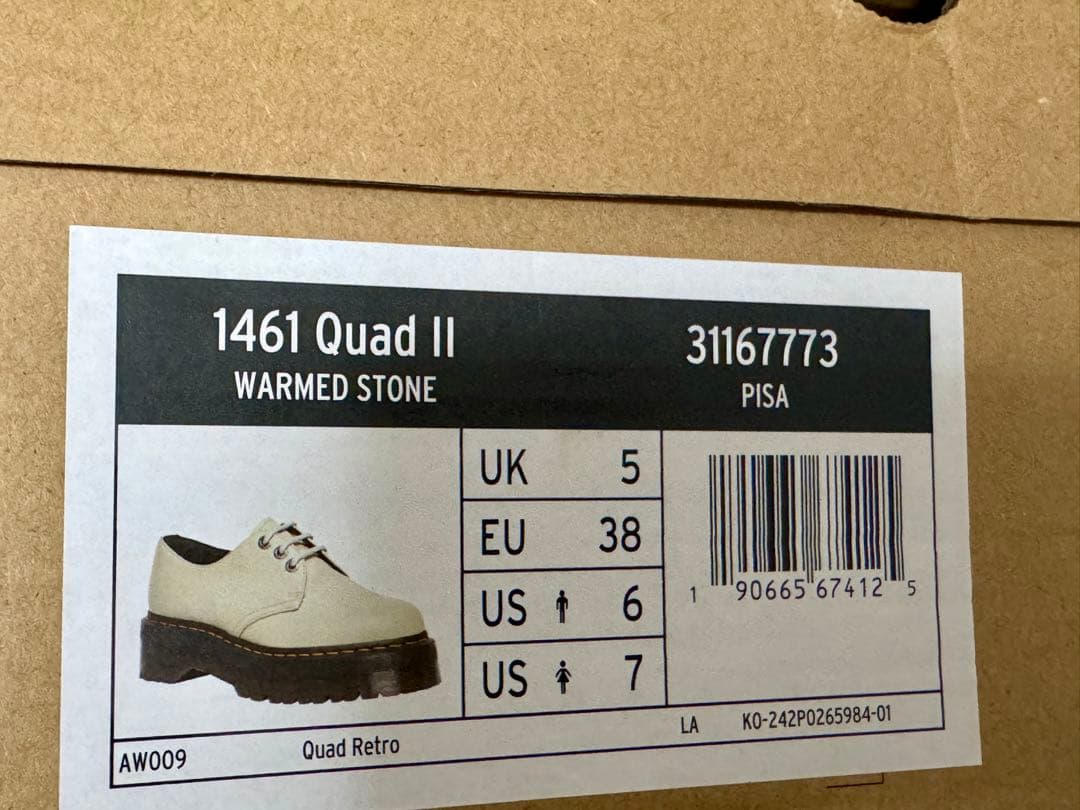 1461 Quad II
WARMED STONE
31167773
PISA
UK 5
EU 38
US 6
US 7
1 90665 67412 5
LA KO-242P0265984-01
AW009 Quad Retro